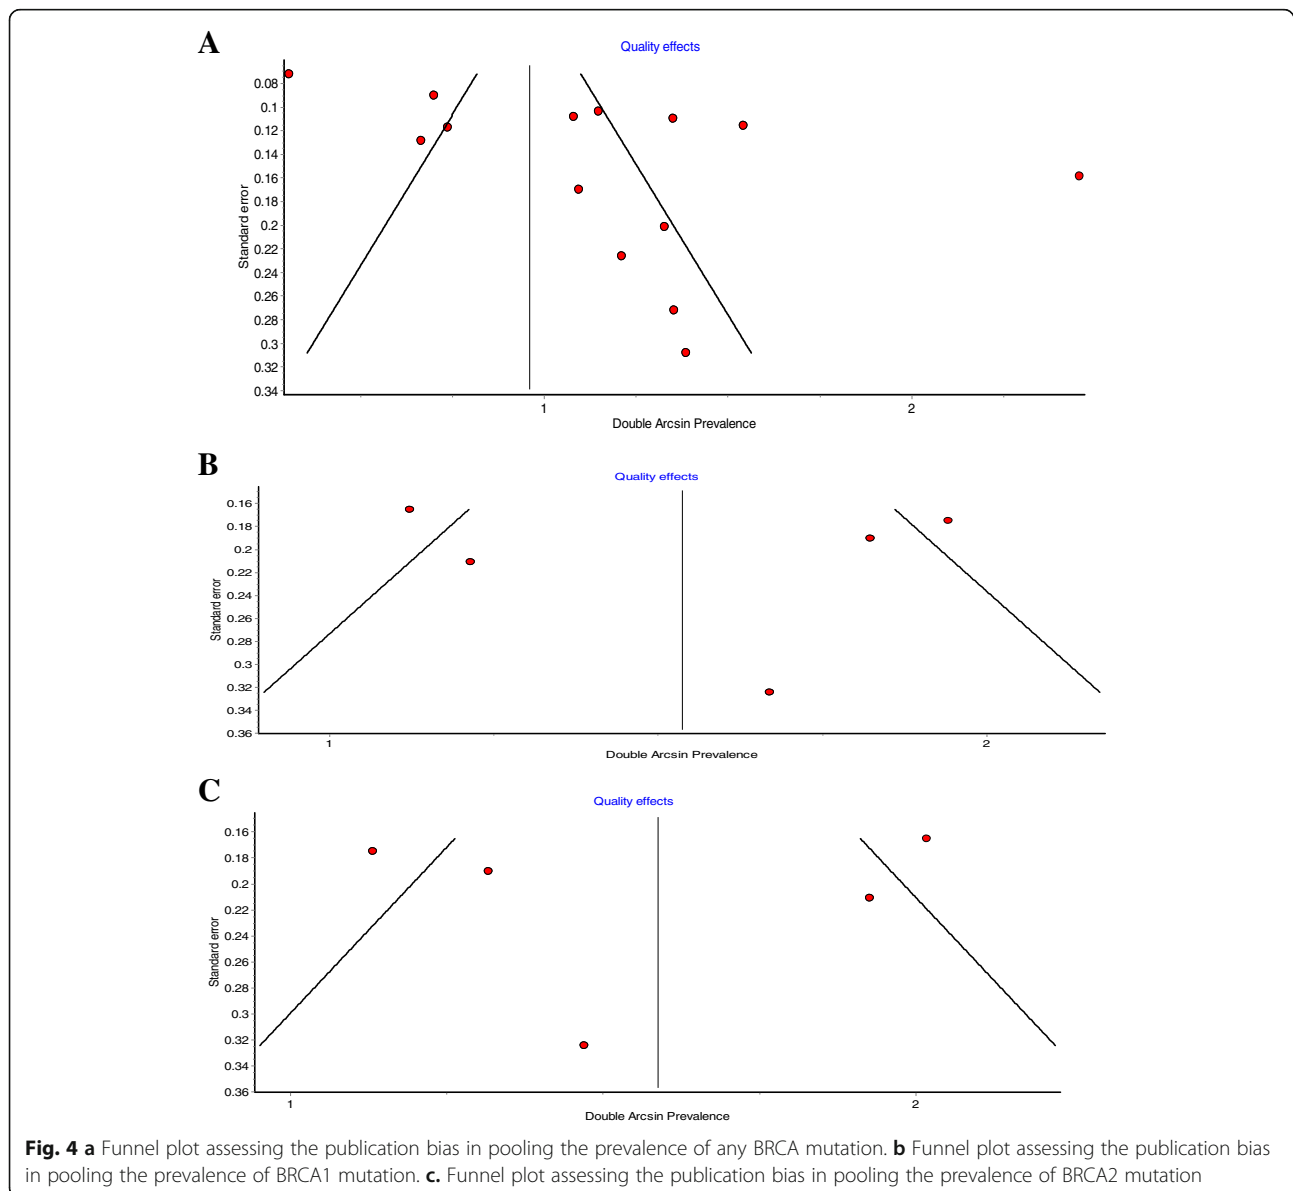 A
Quality effects
0.08
0.1
0.12
0.14
0.16
0.18
0.2
0.22
0.24
0.26
0.28
0.3
0.32
0.34
Standard error
1 2
Double Arcsin Prevalence
B
Quality effects
0.16
0.18
0.2
0.22
0.24
0.26
0.28
0.3
0.32
0.34
0.36
Standard error
1 2
Double Arcsin Prevalence
C
Quality effects
0.16
0.18
0.2
0.22
0.24
0.26
0.28
0.3
0.32
0.34
0.36
Standard error
1 2
Double Arcsin Prevalence
Fig. 4 a Funnel plot assessing the publication bias in pooling the prevalence of any BRCA mutation. b Funnel plot assessing the publication bias
in pooling the prevalence of BRCA1 mutation. c. Funnel plot assessing the publication bias in pooling the prevalence of BRCA2 mutation